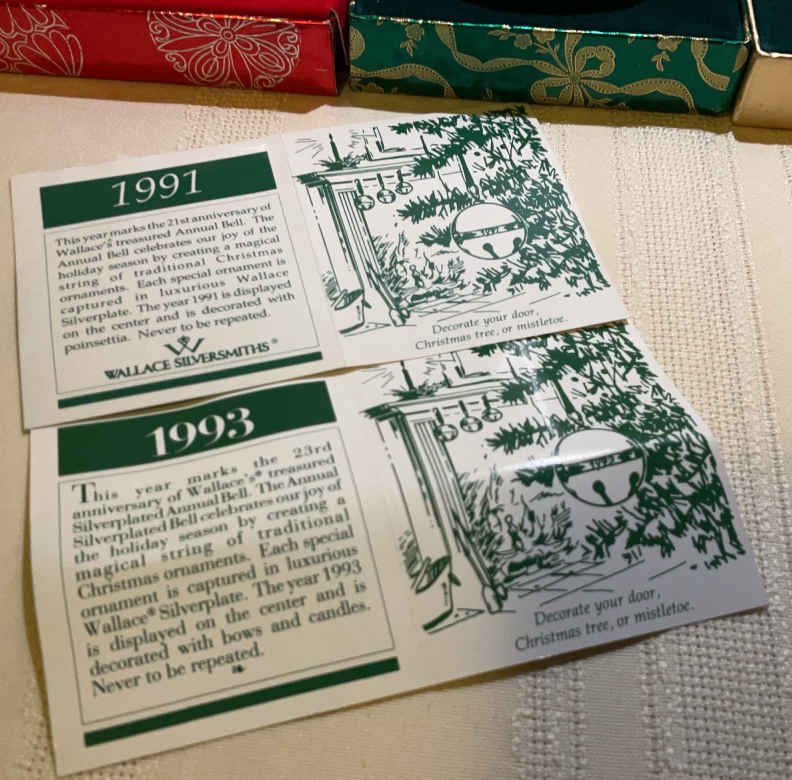 1991
This year marks the 21st anniversary of
Wallace's® treasured Annual Bell. The
Annual Bell celebrates our joy of the
holiday season by creating a magical
string of traditional Christmas
ornaments. Each special ornament is
captured in luxurious Wallace
Silverplate. The year 1991 is displayed
on the center and is decorated with
poinsettia. Never to be repeated.
WALLACE SILVERSMITHS®
Decorate your door,
Christmas tree, or mistletoe.
1993
This year marks the 23rd
anniversary of Wallace's® treasured
Silverplated Annual Bell. The Annual
Silverplated Bell celebrates our joy of
the holiday season by creating a
magical string of traditional
Christmas ornaments. Each special
ornament is captured in luxurious
Wallace® Silverplate. The year 1993
is displayed on the center and is
decorated with bows and candles.
Never to be repeated.
1993
Decorate your door,
Christmas tree, or mistletoe.